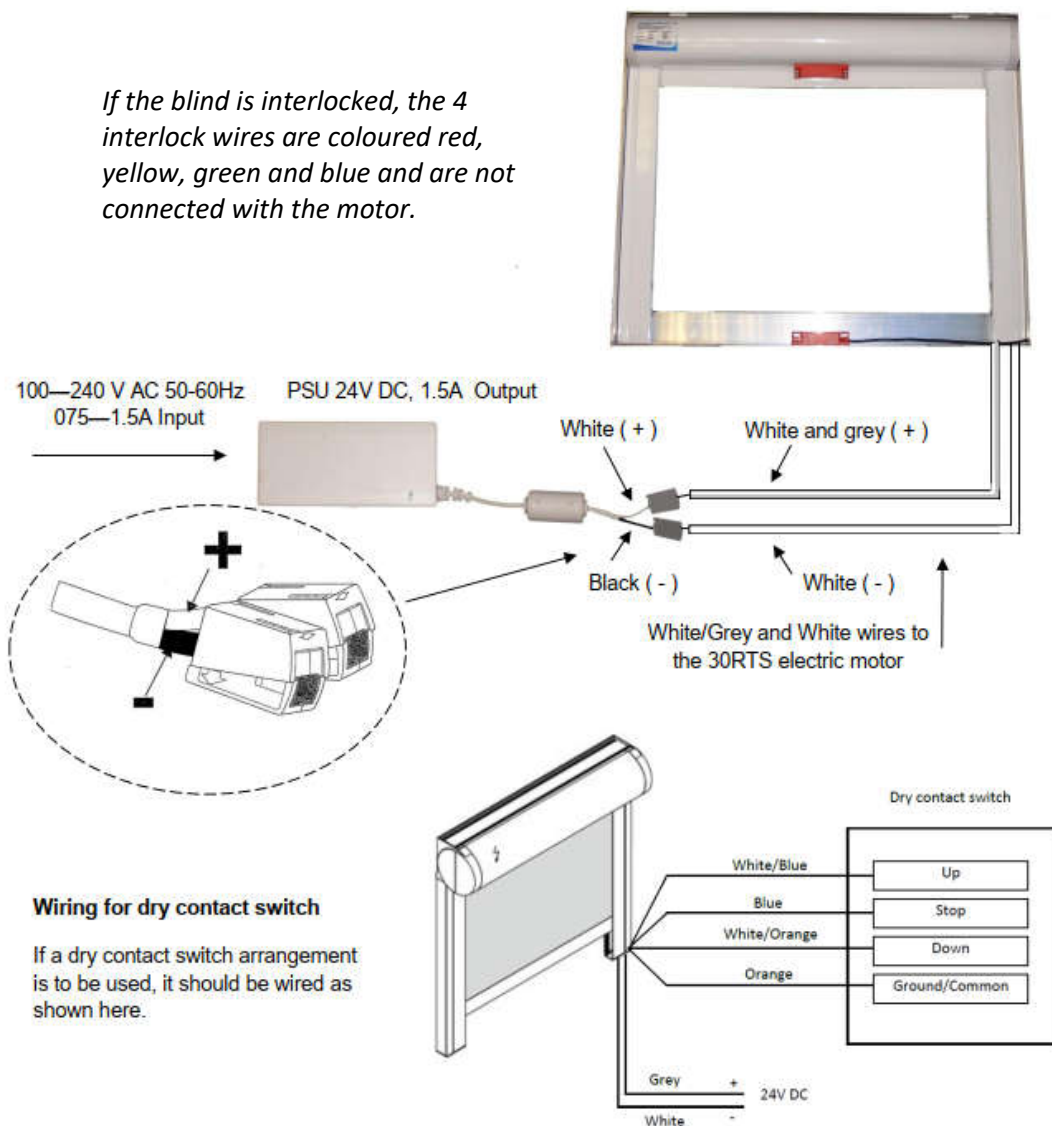 If the blind is interlocked, the 4
interlock wires are coloured red,
yellow, green and blue and are not
connected with the motor.
100—240 V AC 50-60Hz
075—1.5A Input
PSU 24V DC, 1.5A Output
White ( + )
White and grey ( + )
+
-
Black ( - )
White ( - )
White/Grey and White wires to
the 30RTS electric motor
Dry contact switch
White/Blue
Up
Blue
Stop
White/Orange
Down
Orange
Ground/Common
Wiring for dry contact switch
If a dry contact switch arrangement
is to be used, it should be wired as
shown here.
Grey +
24V DC
White -